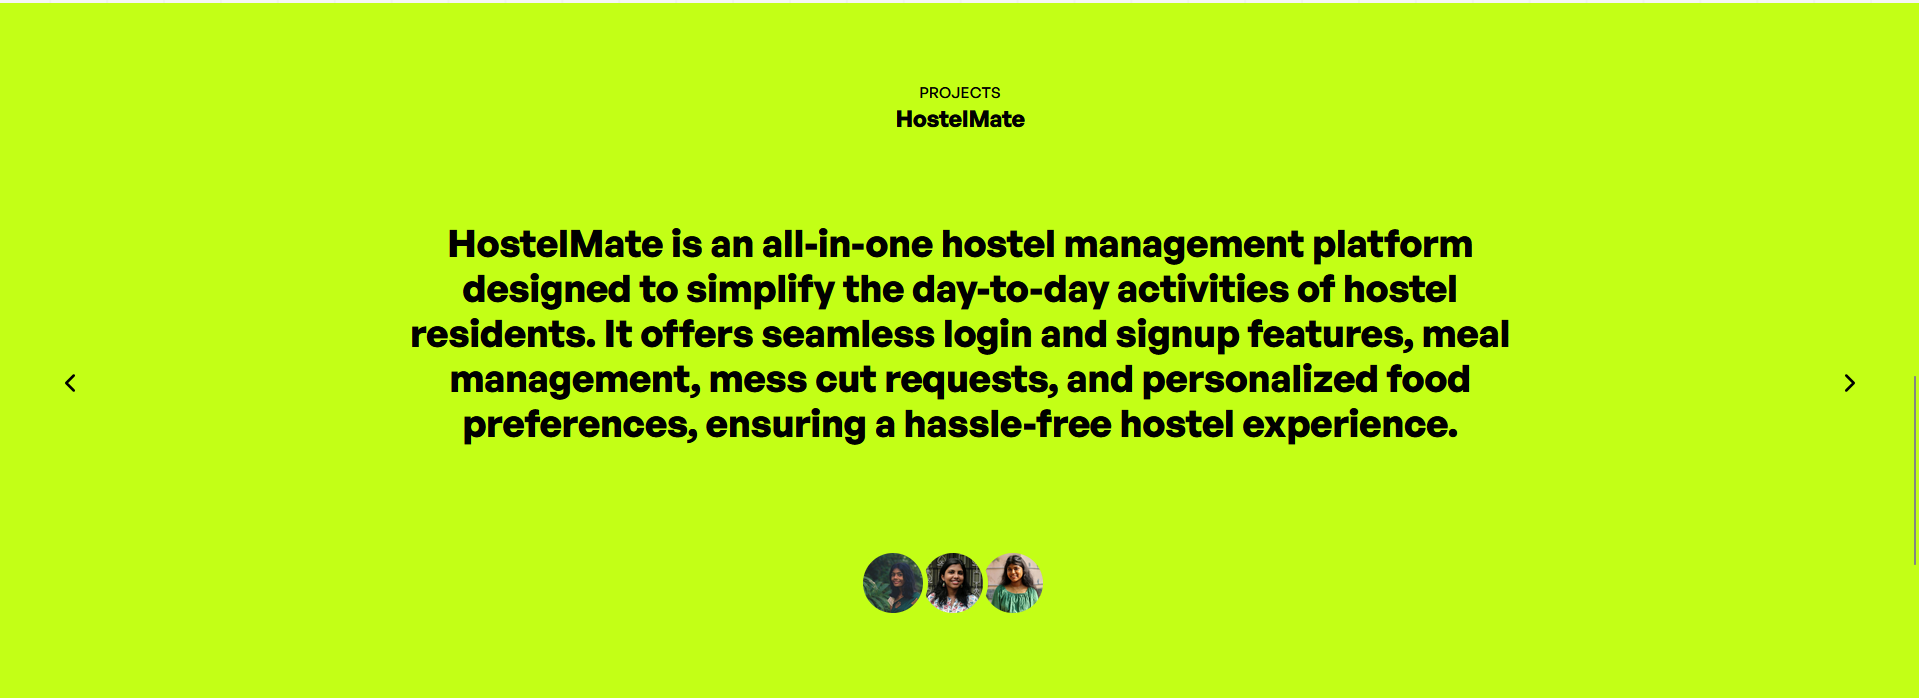 PROJECTS
HostelMate
HostelMate is an all-in-one hostel management platform
designed to simplify the day-to-day activities of hostel
residents. It offers seamless login and signup features, meal
management, mess cut requests, and personalized food
preferences, ensuring a hassle-free hostel experience.